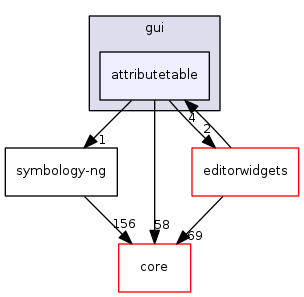 gui
attributetable
4
1
2
symbology-ng
editorwidgets
156
58
69
core